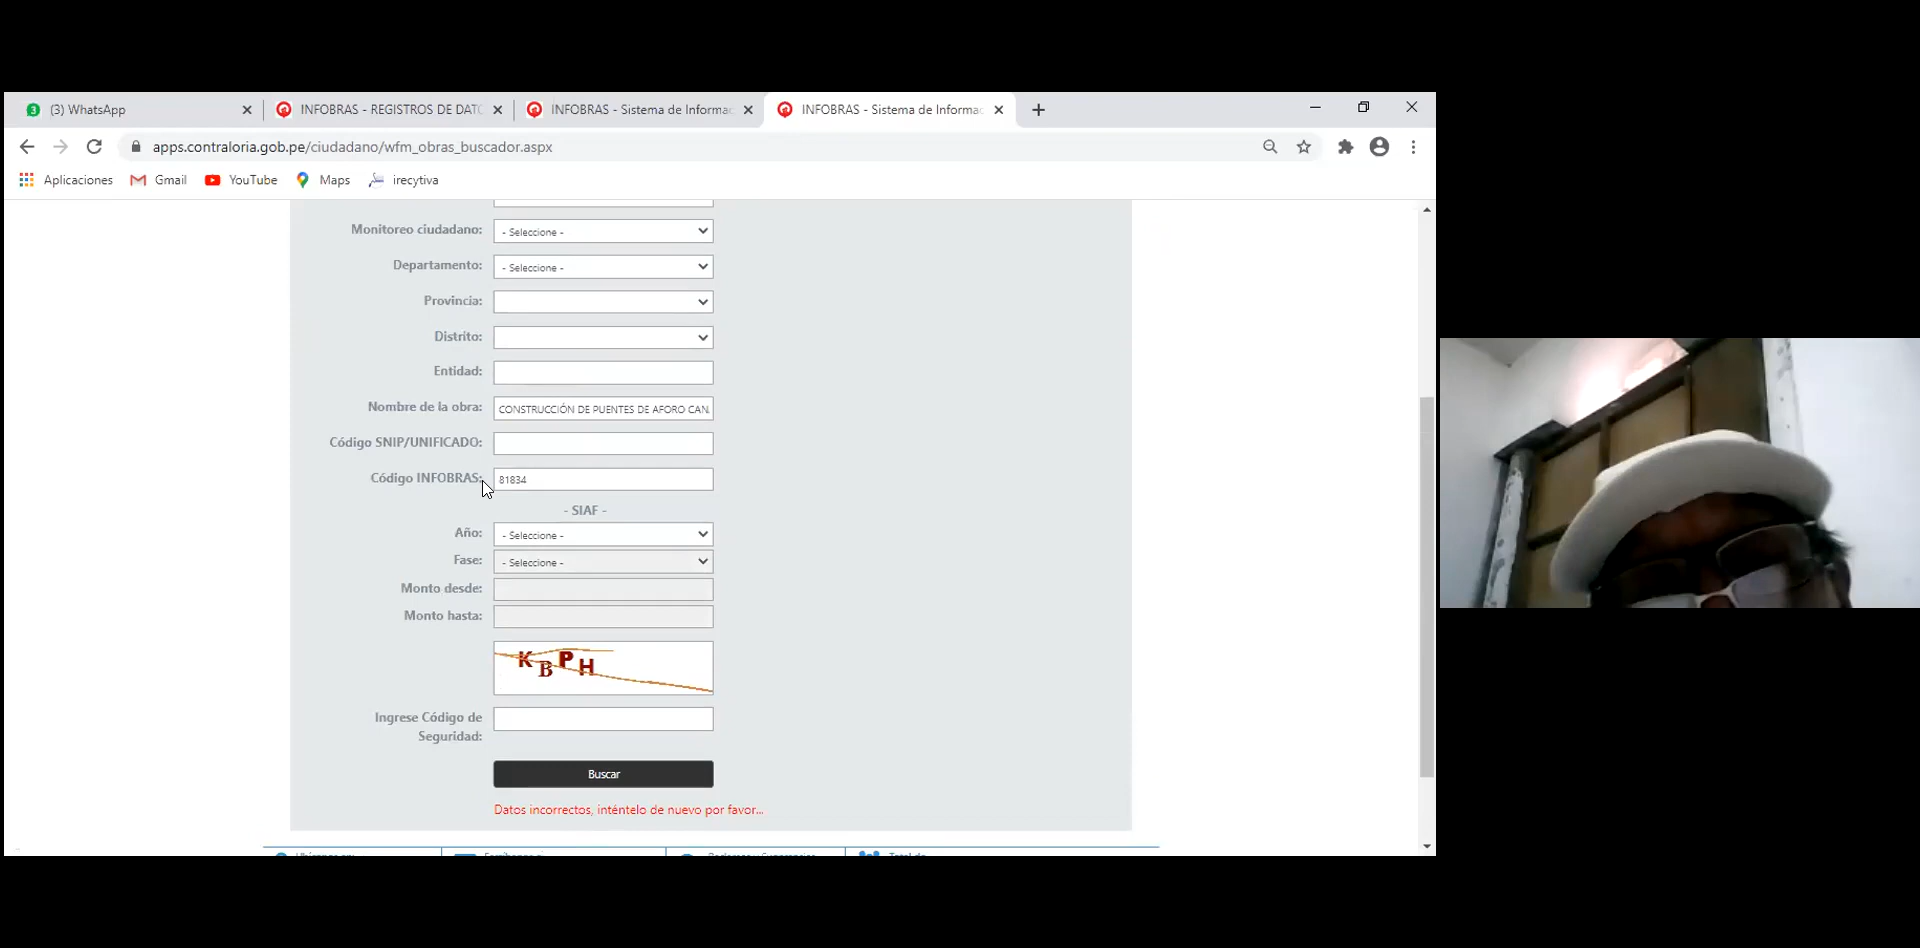 (3) WhatsApp
INFOBRAS - REGISTROS DE DATO
INFOBRAS - Sistema de Informac
INFOBRAS - Sistema de Informac
apps.contraloria.gob.pe/ciudadano/wfm_obras_buscador.aspx
Aplicaciones Gmail YouTube Maps irecytiva
Monitoreo ciudadano: - Seleccione -
Departamento: - Seleccione -
Provincia:
Distrito:
Entidad:
Nombre de la obra: CONSTRUCCIÓN DE PUENTES DE AFORO CAN
Código SNIP/UNIFICADO:
Código INFOBRAS: 81834
- SIAF -
Año: - Seleccione -
Fase: - Seleccione -
Monto desde:
Monto hasta:
KBPH
Ingrese Código de
Seguridad:
Buscar
Datos incorrectos, inténtelo de nuevo por favor...